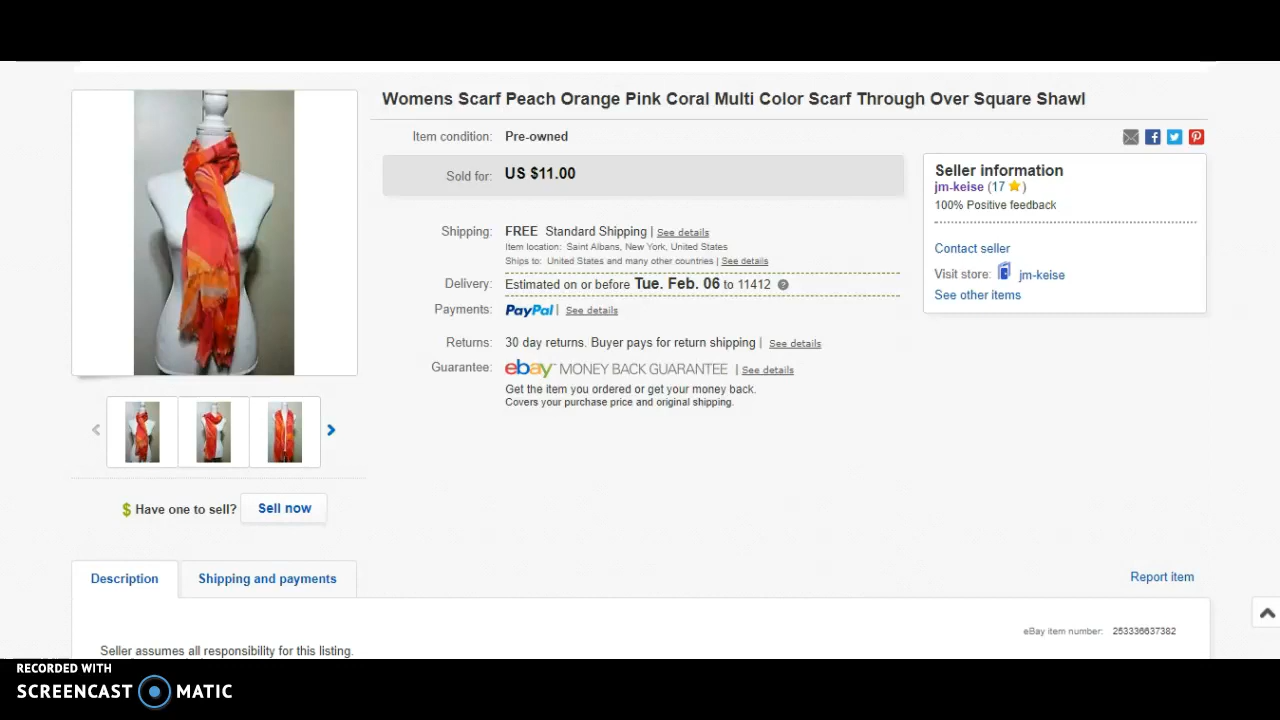 Womens Scarf Peach Orange Pink Coral Multi Color Scarf Through Over Square Shawl
Item condition: Pre-owned
Sold for: US $11.00
Shipping: FREE Standard Shipping | See details
Item location: Saint Albans, New York, United States
Ships to: United States and many other countries | See details
Delivery: Estimated on or before Tue. Feb. 06 to 11412 ?
Payments: PayPal | See details
Returns: 30 day returns. Buyer pays for return shipping | See details
Guarantee: ebay MONEY BACK GUARANTEE | See details
Get the item you ordered or get your money back.
Covers your purchase price and original shipping.
Seller information
jm-keise (17 ★ )
100% Positive feedback
Contact seller
Visit store: jm-keise
See other items
$ Have one to sell? Sell now
Description Shipping and payments
Report item
eBay item number: 253336637382
Seller assumes all responsibility for this listing.
RECORDED WITH
SCREENCAST MATIC